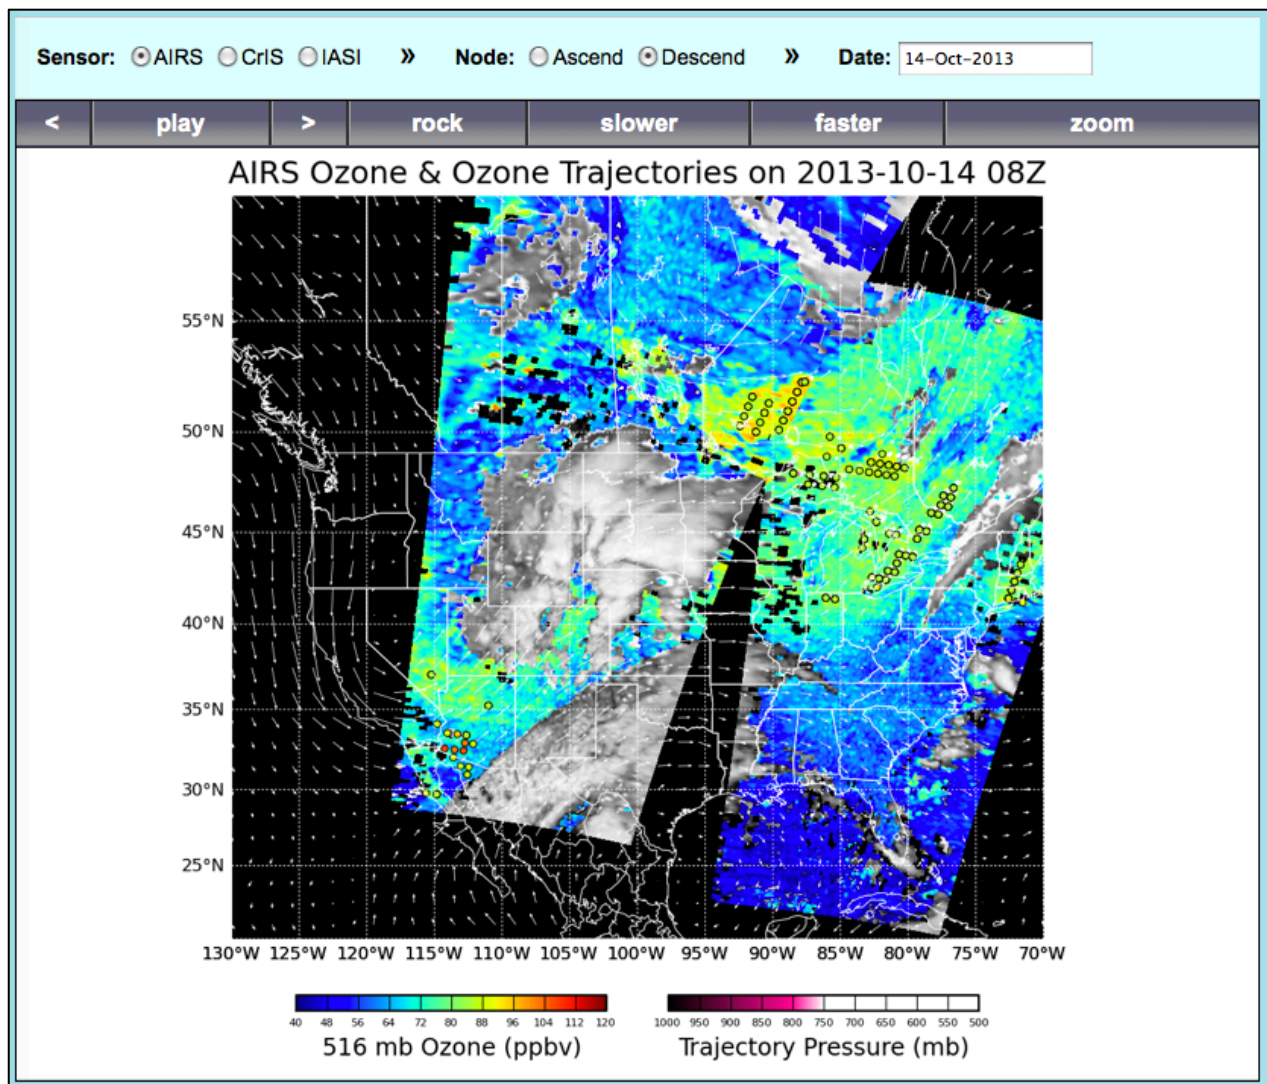 Sensor: AIRS CrIS IASI » Node: Ascend Descend » Date: 14-Oct-2013
< play > rock slower faster zoom
AIRS Ozone & Ozone Trajectories on 2013-10-14 08Z
55°N
50°N
45°N
40°N
35°N
30°N
25°N
130°W 125°W 120°W 115°W 110°W 105°W 100°W 95°W 90°W 85°W 80°W 75°W 70°W
40 48 56 64 72 80 88 96 104 112 120
516 mb Ozone (ppbv)
1000 950 900 850 800 750 700 650 600 550 500
Trajectory Pressure (mb)